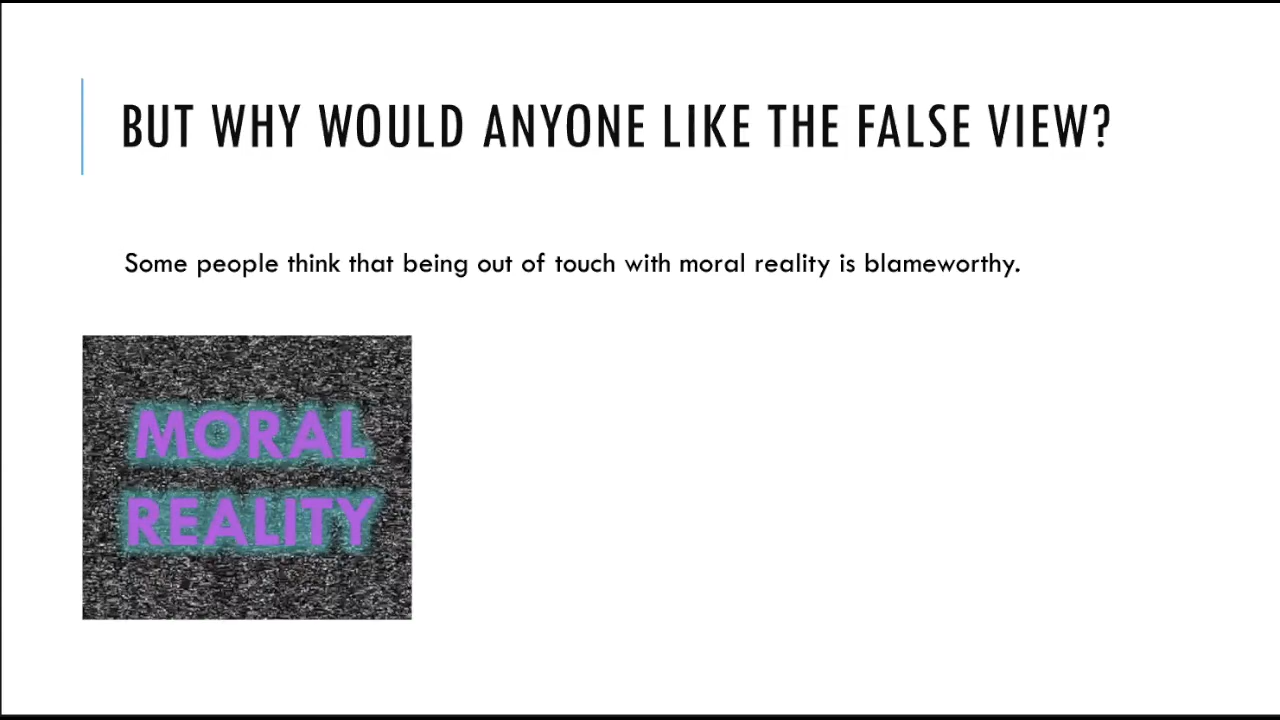 BUT WHY WOULD ANYONE LIKE THE FALSE VIEW?
Some people think that being out of touch with moral reality is blameworthy.
MORAL
REALITY